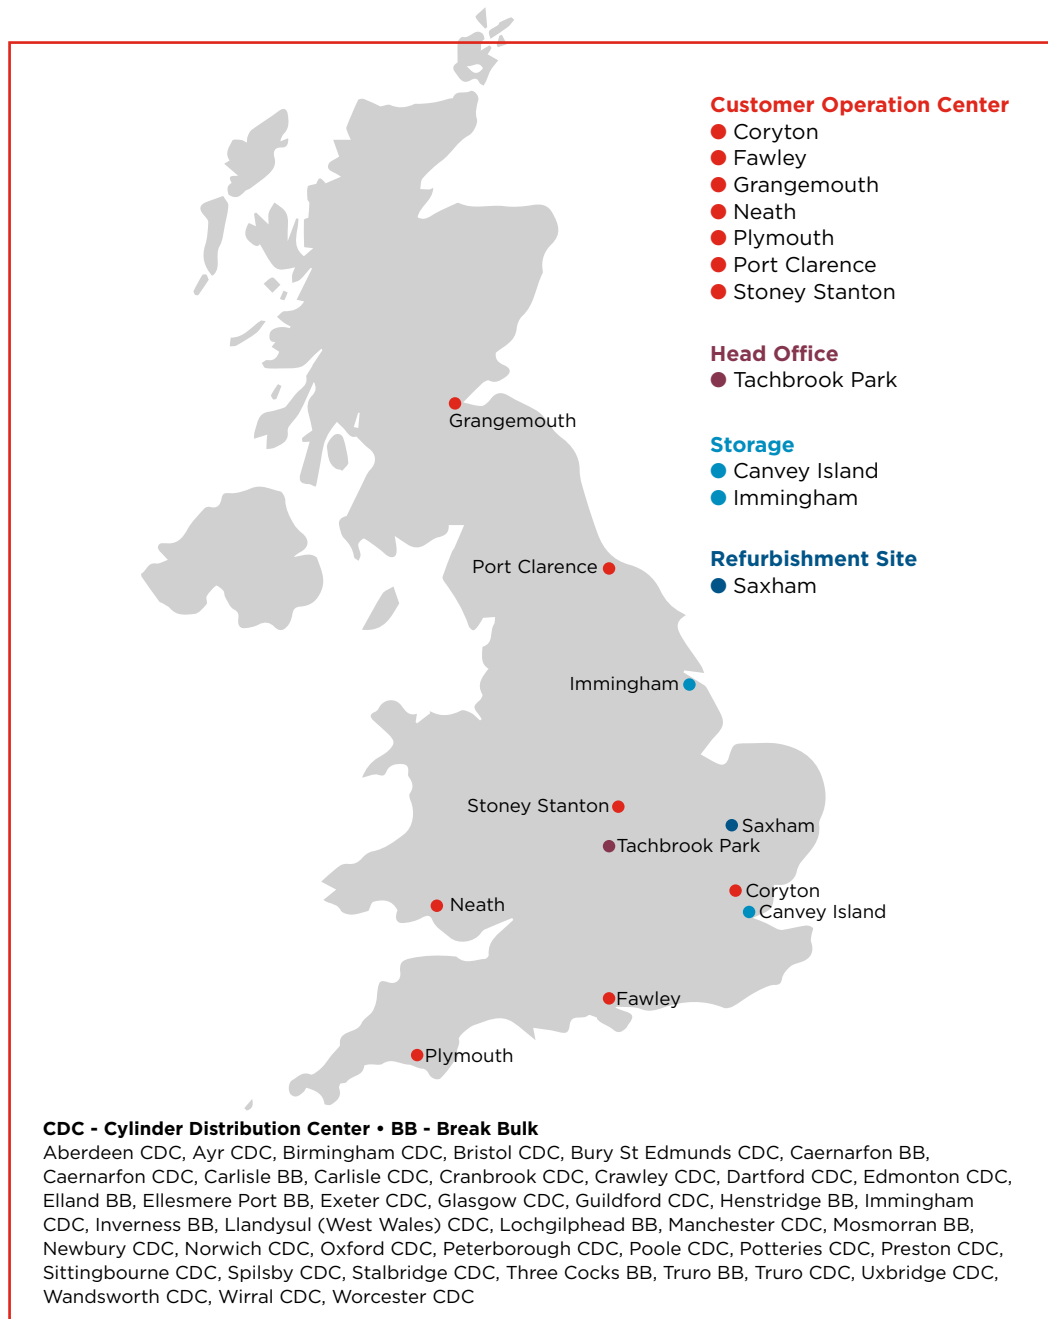 Customer Operation Center
Coryton
Fawley
Grangemouth
Neath
Plymouth
Port Clarence
Stoney Stanton
Head Office
Tachbrook Park
Storage
Canvey Island
Immingham
Refurbishment Site
Saxham
Grangemouth
Port Clarence
Immingham
Stoney Stanton
Saxham
Tachbrook Park
Coryton
Neath
Canvey Island
Fawley
Plymouth
CDC - Cylinder Distribution Center • BB - Break Bulk
Aberdeen CDC, Ayr CDC, Birmingham CDC, Bristol CDC, Bury St Edmunds CDC, Caernarfon BB,
Caernarfon CDC, Carlisle BB, Carlisle CDC, Cranbrook CDC, Crawley CDC, Dartford CDC, Edmonton CDC,
Elland BB, Ellesmere Port BB, Exeter CDC, Glasgow CDC, Guildford CDC, Henstridge BB, Immingham
CDC, Inverness BB, Llandysul (West Wales) CDC, Lochgilphead BB, Manchester CDC, Mosmorran BB,
Newbury CDC, Norwich CDC, Oxford CDC, Peterborough CDC, Poole CDC, Potteries CDC, Preston CDC,
Sittingbourne CDC, Spilsby CDC, Stalbridge CDC, Three Cocks BB, Truro BB, Truro CDC, Uxbridge CDC,
Wandsworth CDC, Wirral CDC, Worcester CDC